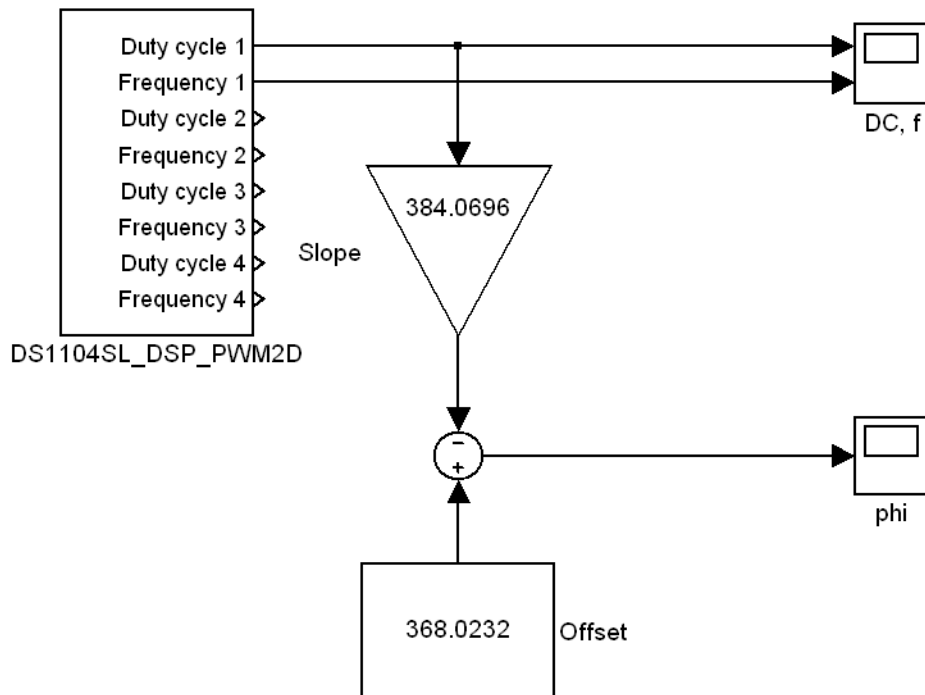 Duty cycle 1
Frequency 1
Duty cycle 2
Frequency 2
Duty cycle 3
Frequency 3
Duty cycle 4
Frequency 4
DS1104SL_DSP_PWM2D
DC, f
384.0696
Slope
−
+
phi
368.0232
Offset